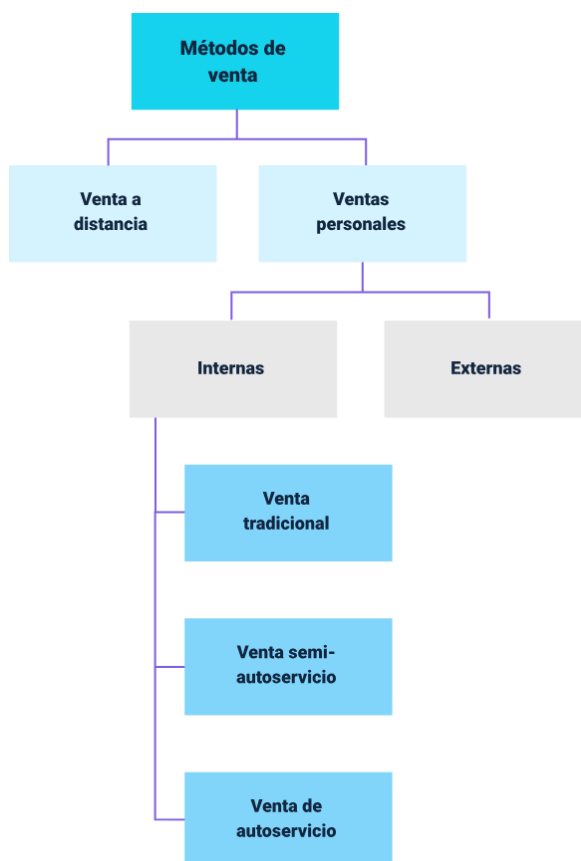 Métodos de
venta
Venta a
distancia
Ventas
personales
Internas
Externas
Venta
tradicional
Venta semi-
autoservicio
Venta de
autoservicio